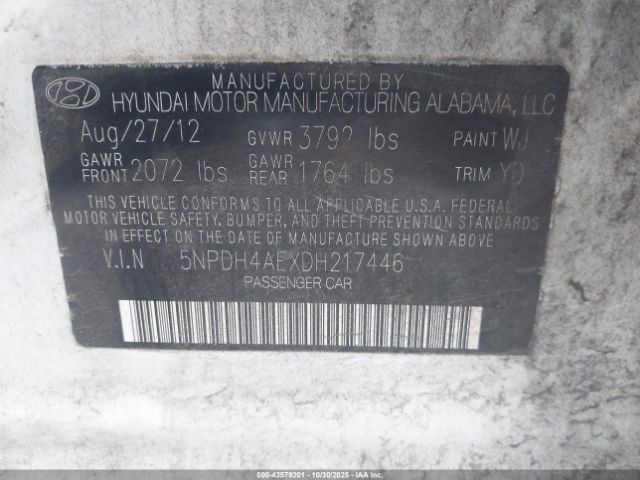 MANUFACTURED BY
HYUNDAI MOTOR MANUFACTURING ALABAMA, LLC
Aug/27/12 GVWR 3792 lbs PAINT WJ
GAWR FRONT 2072 lbs GAWR REAR 1764 lbs TRIM YD
THIS VEHICLE CONFORMS TO ALL APPLICABLE U.S.A. FEDERAL
MOTOR VEHICLE SAFETY, BUMPER, AND THEFT PREVENTION STANDARDS
IN EFFECT ON THE DATE OF MANUFACTURE SHOWN ABOVE
V.I.N 5NPDH4AEXDH217446
PASSENGER CAR
000-43579201 - 10/30/2025 - Copyright 2025 IAA, Inc.